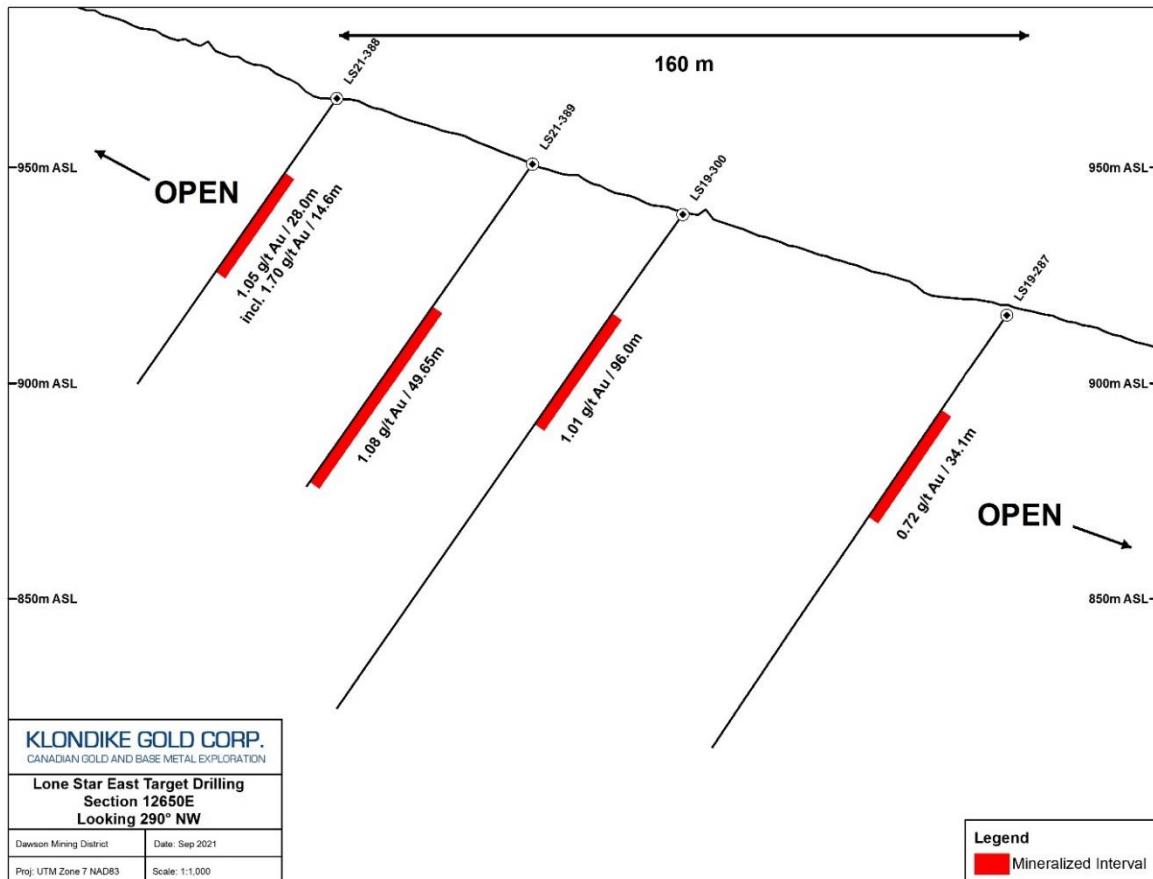 160 m
LS21-388
LS21-389
LS19-300
LS19-287
950m ASL
950m ASL
OPEN
1.05 g/t Au / 28.0m
incl. 1.70 g/t Au / 14.6m
1.08 g/t Au / 49.65m
1.01 g/t Au / 96.0m
0.72 g/t Au / 34.1m
900m ASL
900m ASL
OPEN
850m ASL
850m ASL
KLONDIKE GOLD CORP.
CANADIAN GOLD AND BASE METAL EXPLORATION
Lone Star East Target Drilling
Section 12650E
Looking 290° NW
Dawson Mining District
Date: Sep 2021
Proj: UTM Zone 7 NAD83
Scale: 1:1,000
Legend
Mineralized Interval